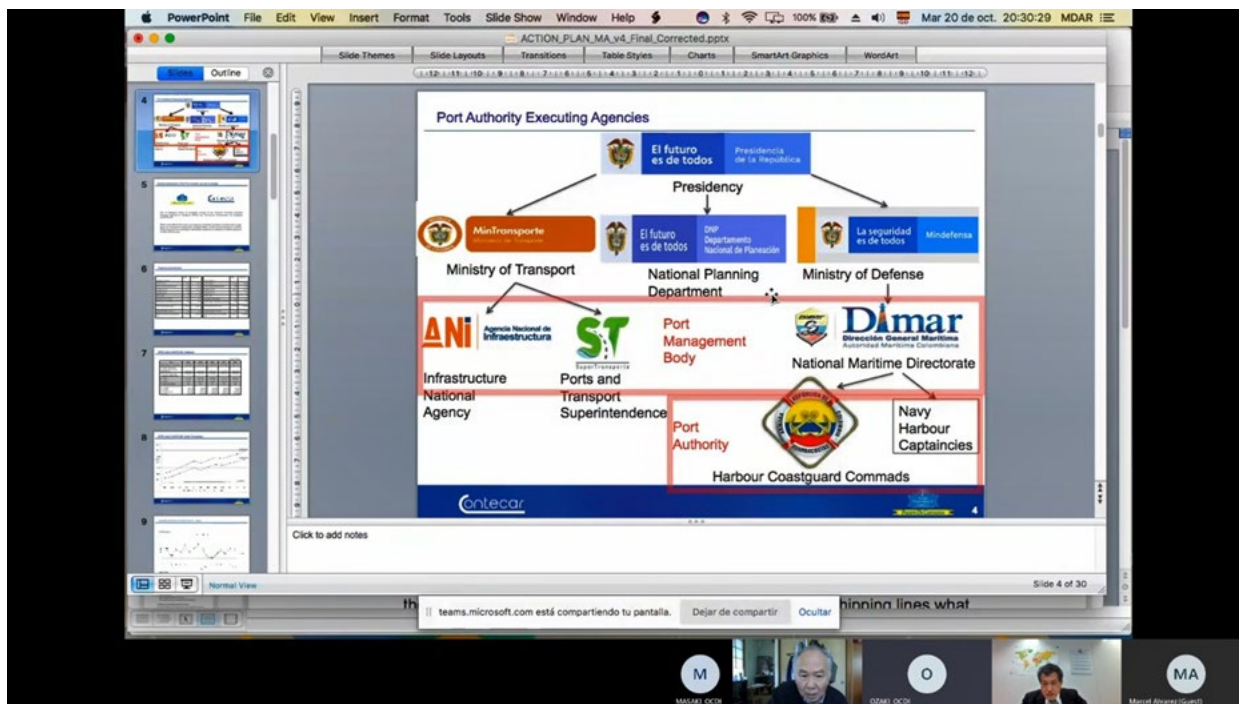 PowerPoint File Edit View Insert Format Tools Slide Show Window Help 100% Mar 20 de oct. 20:30:29 MDAR
ACTION_PLAN_MA_v4_Final_Corrected.pptx
Slide Themes Slide Layouts Transitions Table Styles Charts SmartArt Graphics WordArt
Slides Outline
4
5
6
7
8
9
Port Authority Executing Agencies
El futuro
es de todos
Presidencia
de la República
Presidency
MinTransporte
Ministerio de Transporte
El futuro
es de todos
DNP
Departamento
Nacional de Planeación
La seguridad
es de todos
Mindefensa
Ministry of Transport
National Planning
Department
Ministry of Defense
ANi
Agencia Nacional de
Infraestructura
ST
SuperTransporte
Port
Management
Body
Dimar
Dirección General Marítima
Autoridad Marítima Colombiana
National Maritime Directorate
Infrastructure
National
Agency
Ports and
Transport
Superintendence
Port
Authority
Navy
Harbour
Captaincies
Harbour Coastguard Commads
Contecar
4
Click to add notes
Normal View
Slide 4 of 30
hipping lines what
teams.microsoft.com está compartiendo tu pantalla.
Dejar de compartir
Ocultar
M
O
MA
MASAKI OCDI
OZAKI OCDI
Marcel Alvarez (Guest)